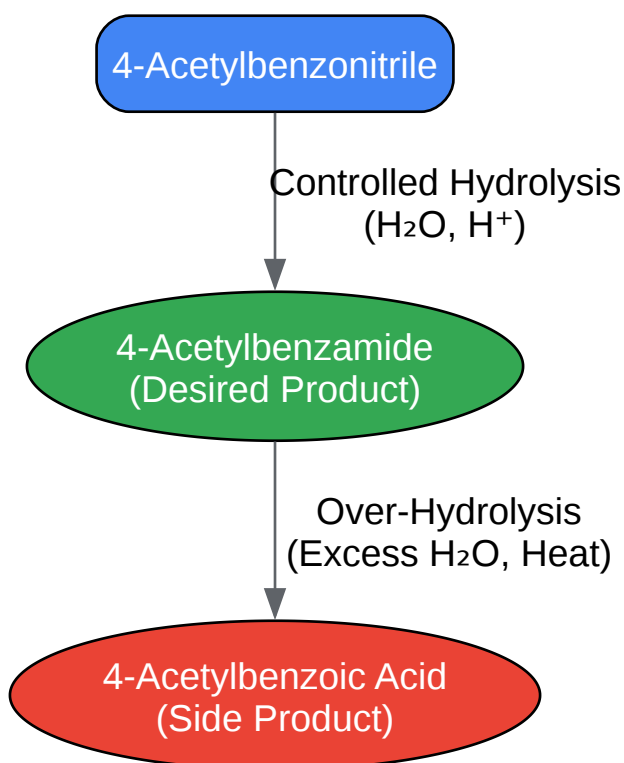 4-Acetylbenzonitrile
Controlled Hydrolysis
(H₂O, H⁺)
4-Acetylbenzamide
(Desired Product)
Over-Hydrolysis
(Excess H₂O, Heat)
4-Acetylbenzoic Acid
(Side Product)